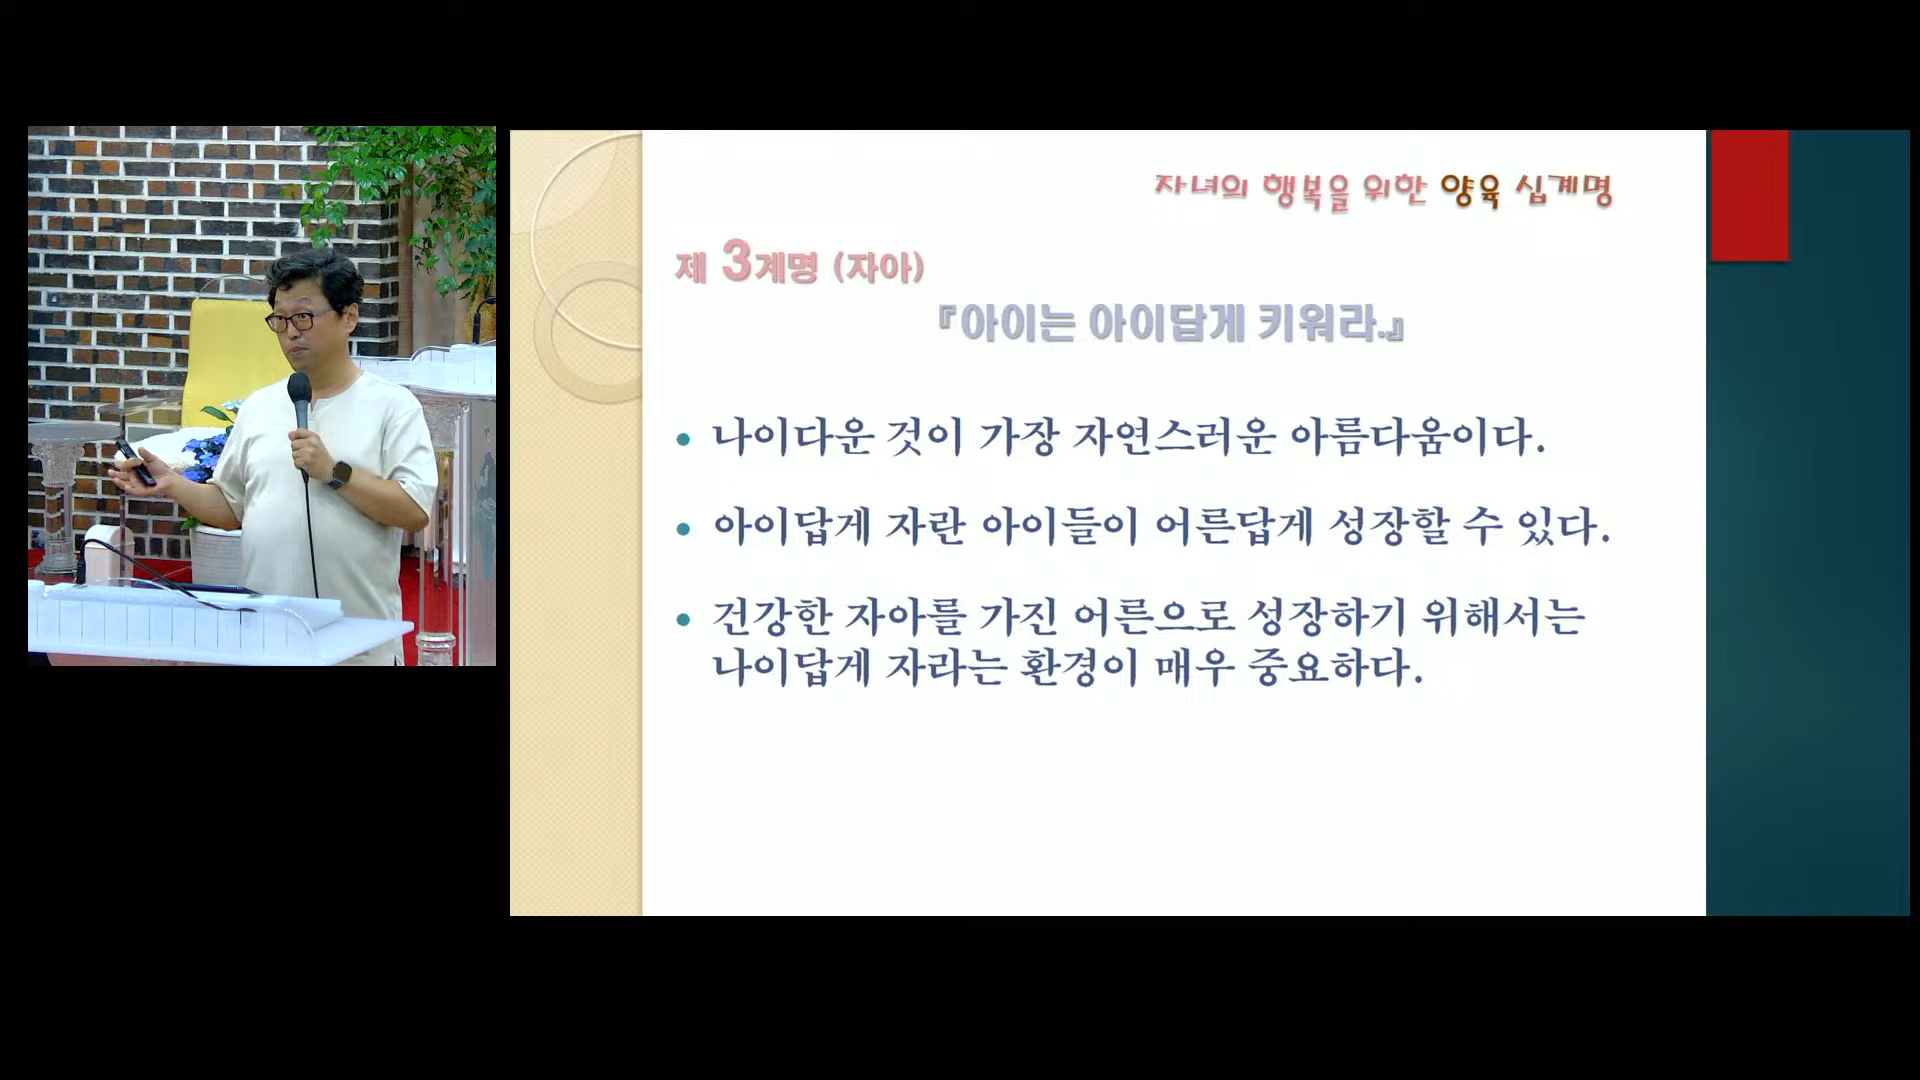 자녀의 행복을 위한 양육 십계명
제 3계명 (자아)
『아이는 아이답게 키워라.』
• 나이다운 것이 가장 자연스러운 아름다움이다.
• 아이답게 자란 아이들이 어른답게 성장할 수 있다.
• 건강한 자아를 가진 어른으로 성장하기 위해서는
나이답게 자라는 환경이 매우 중요하다.